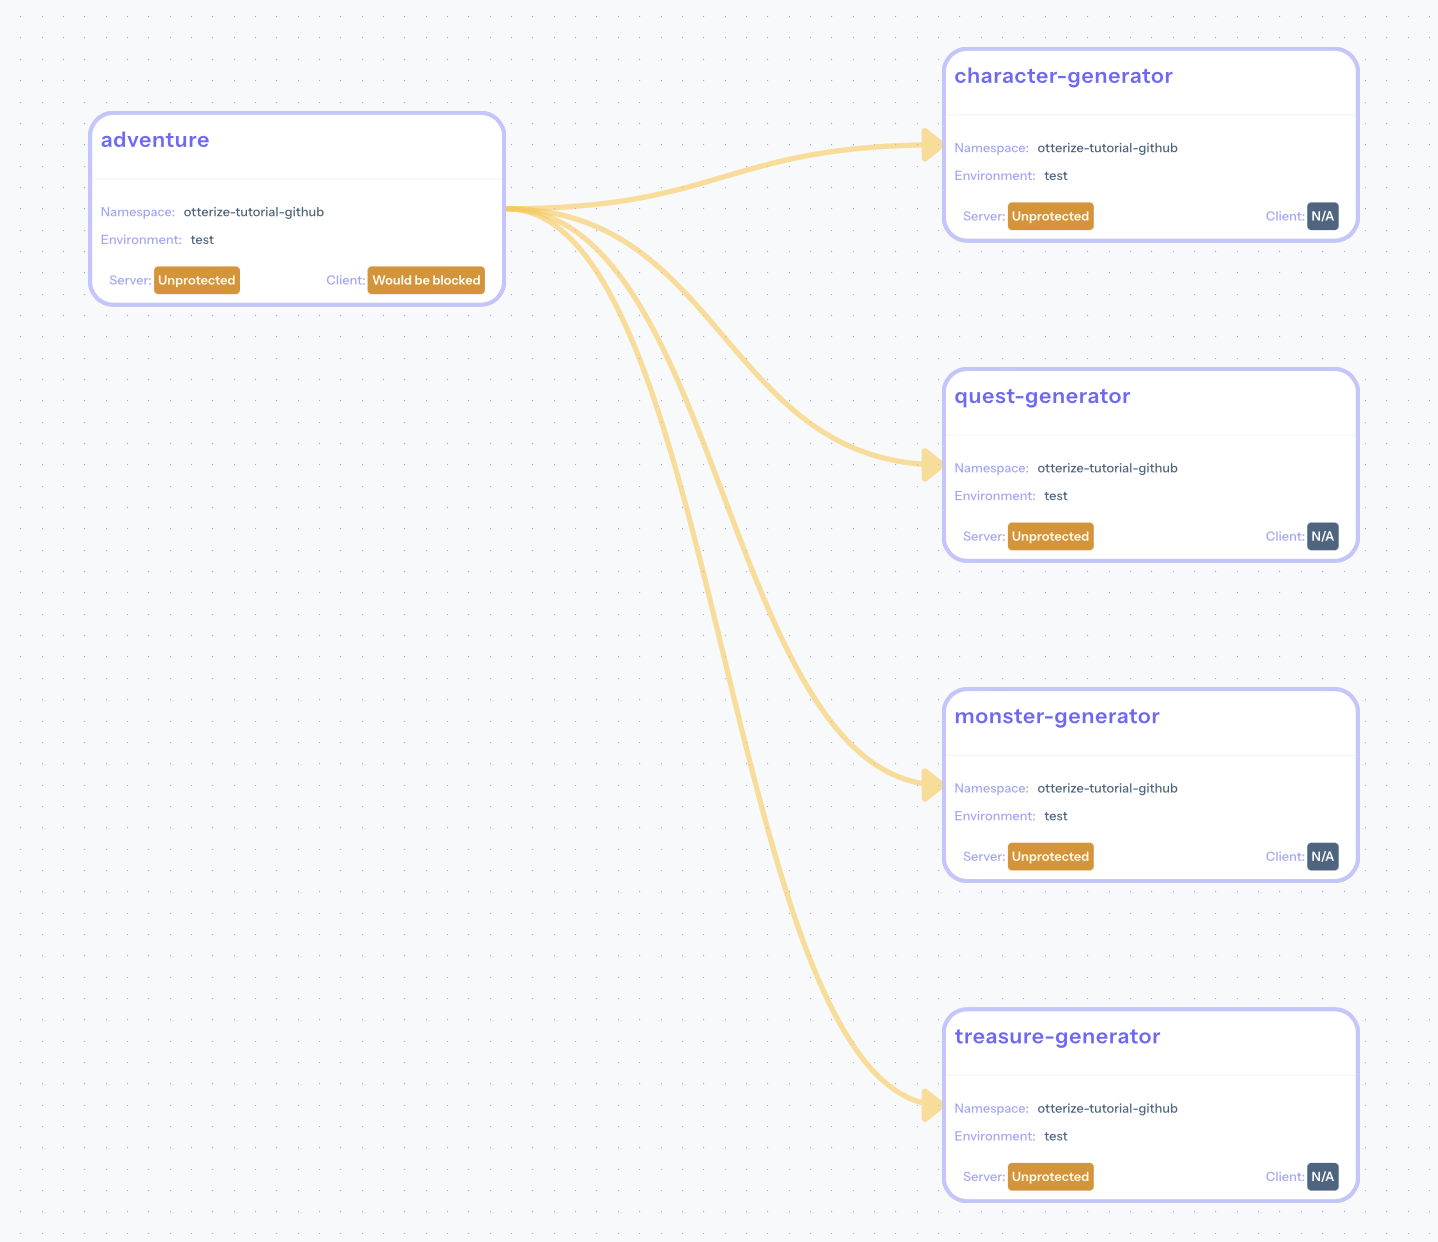 adventure
Namespace: otterize-tutorial-github
Environment: test
Server: Unprotected Client: Would be blocked
character-generator
Namespace: otterize-tutorial-github
Environment: test
Server: Unprotected Client: N/A
quest-generator
Namespace: otterize-tutorial-github
Environment: test
Server: Unprotected Client: N/A
monster-generator
Namespace: otterize-tutorial-github
Environment: test
Server: Unprotected Client: N/A
treasure-generator
Namespace: otterize-tutorial-github
Environment: test
Server: Unprotected Client: N/A